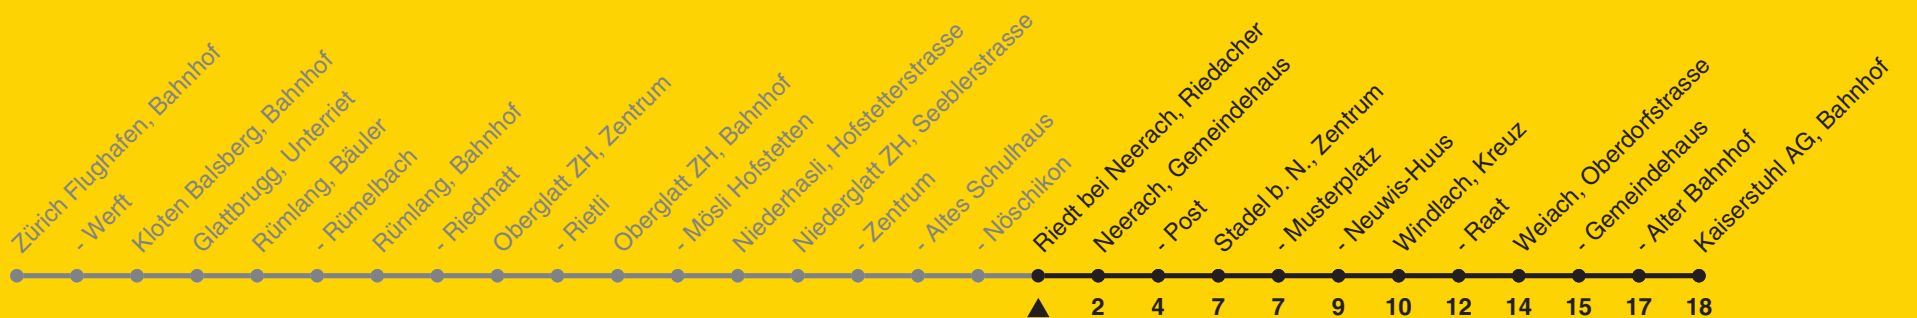 Zürich Flughafen, Bahnhof
- Werft
Kloten Balsberg, Bahnhof
Glattbrugg, Unterriet
Rümlang, Bäuler
- Rümelbach
Rümlang, Bahnhof
- Riedmatt
Oberglatt ZH, Zentrum
- Rietli
Oberglatt ZH, Bahnhof
- Mösli Hofstetten
Niederhasli, Hofstetterstrasse
Niederglatt ZH, Seeblerstrasse
- Zentrum
- Altes Schulhaus
- Nöschikon
Riedt bei Neerach, Riedacher
Neerach, Gemeindehaus
- Post
Stadel b. N., Zentrum
- Musterplatz
- Neuwis-Huus
Windlach, Kreuz
- Raat
Weiach, Oberdorfstrasse
- Gemeindehaus
- Alter Bahnhof
Kaiserstuhl AG, Bahnhof
2 4 7 7 9 10 12 14 15 17 18